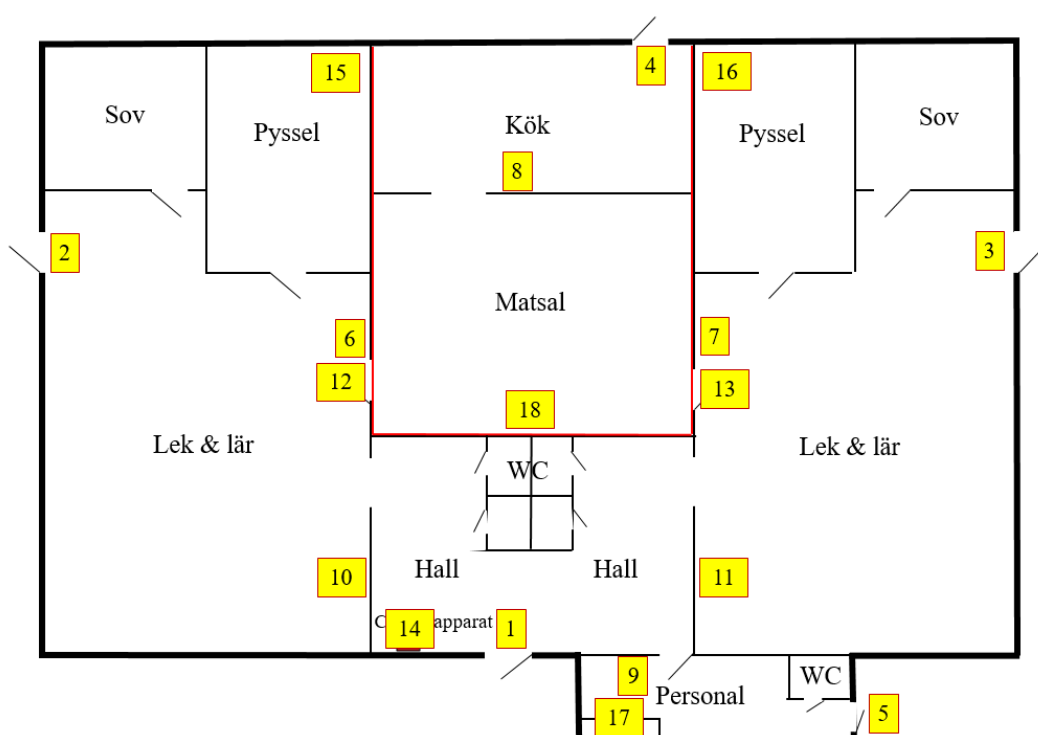 4
15
16
Sov
Pyssel
Kök
Pyssel
Sov
8
2
3
Matsal
6
7
12
13
18
Lek & lär
WC
Lek & lär
10
Hall
Hall
11
14
apparat
1
9
Personal
WC
17
5